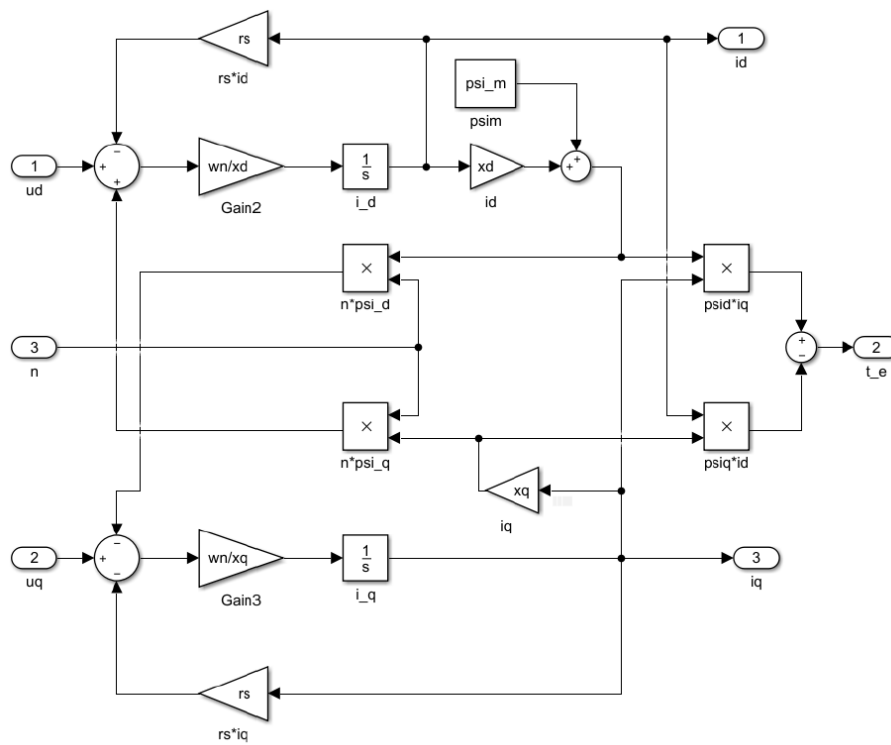 rs
rs*id
1
id
psi_m
psim
1
ud
−
+
+
wn/xd
Gain2
1
s
i_d
xd
id
+
+
×
n*psi_d
×
psid*iq
3
n
+
−
2
t_e
×
n*psi_q
×
psiq*id
xq
iq
2
uq
−
+
−
wn/xq
Gain3
1
s
i_q
3
iq
rs
rs*iq